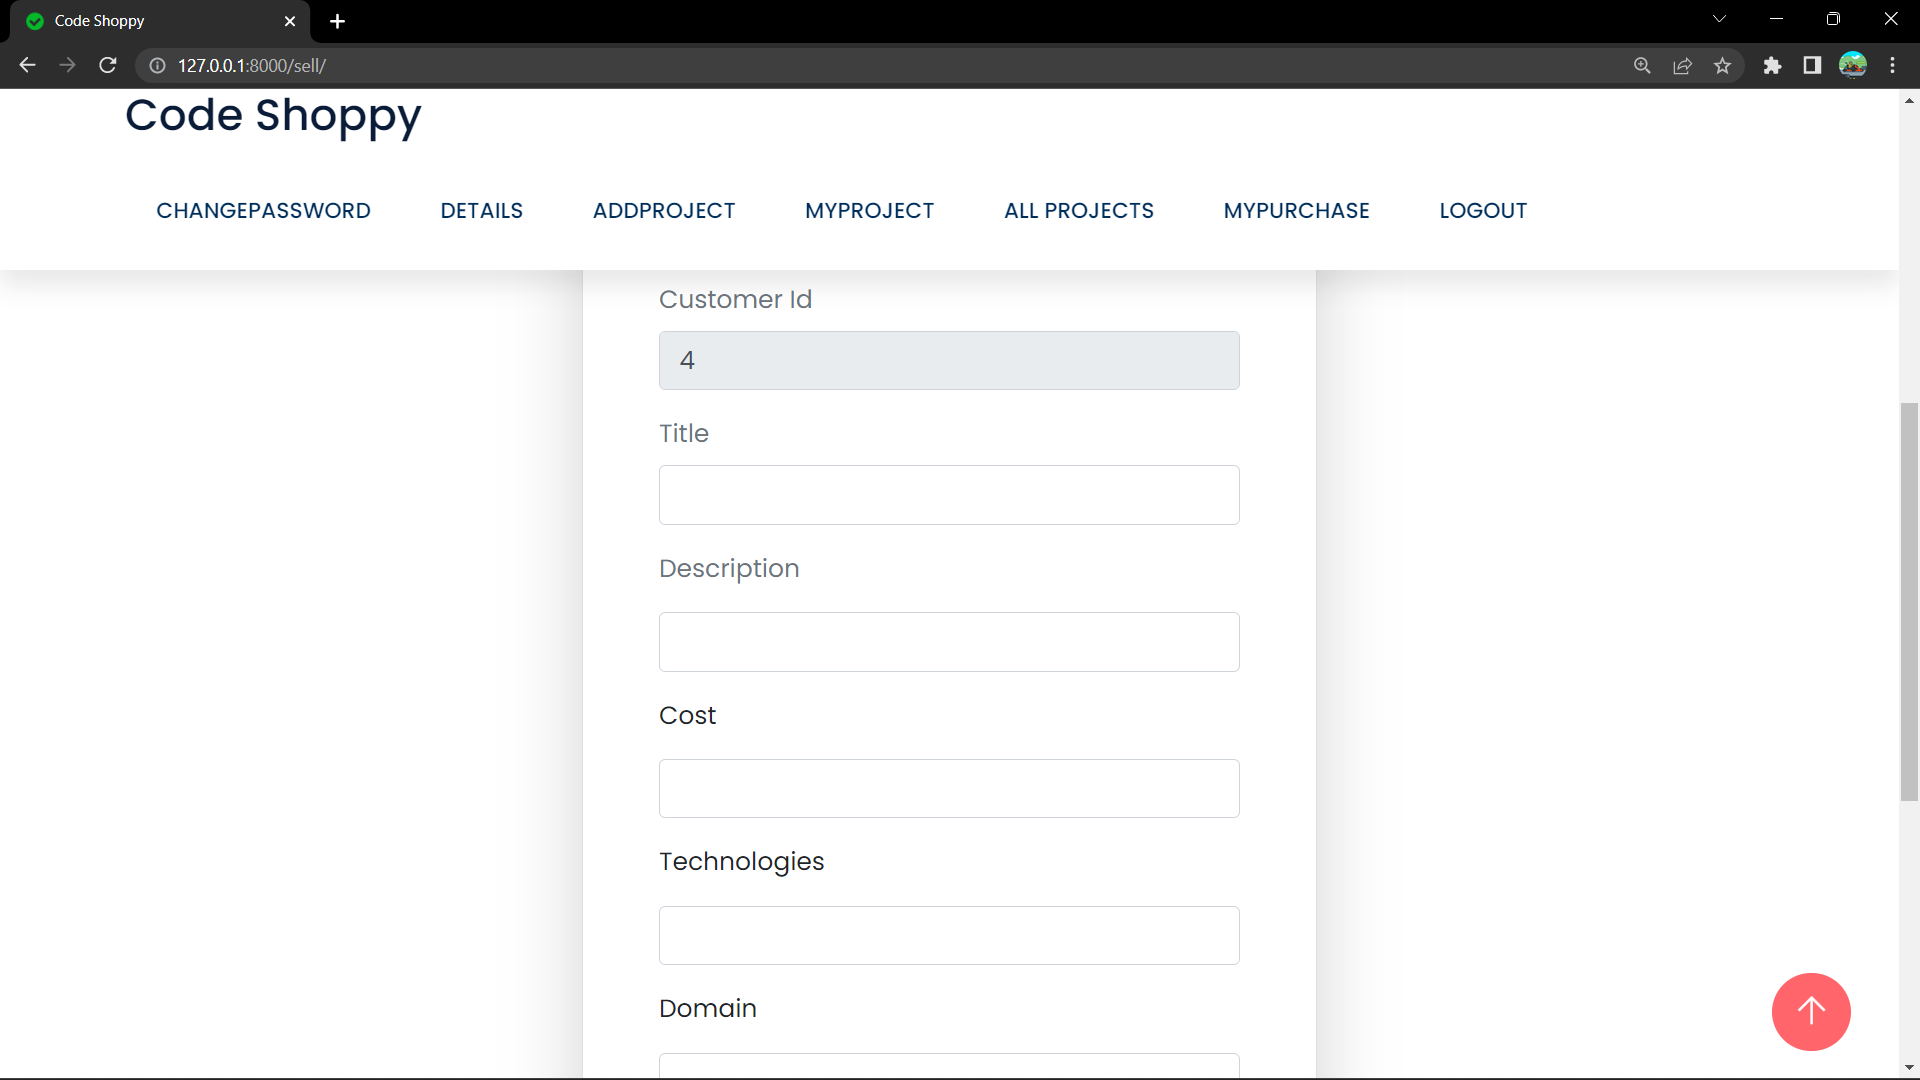 Code Shoppy
127.0.0.1:8000/sell/
Code Shoppy
CHANGEPASSWORD DETAILS ADDPROJECT MYPROJECT ALL PROJECTS MYPURCHASE LOGOUT
Customer Id
4
Title
Description
Cost
Technologies
Domain